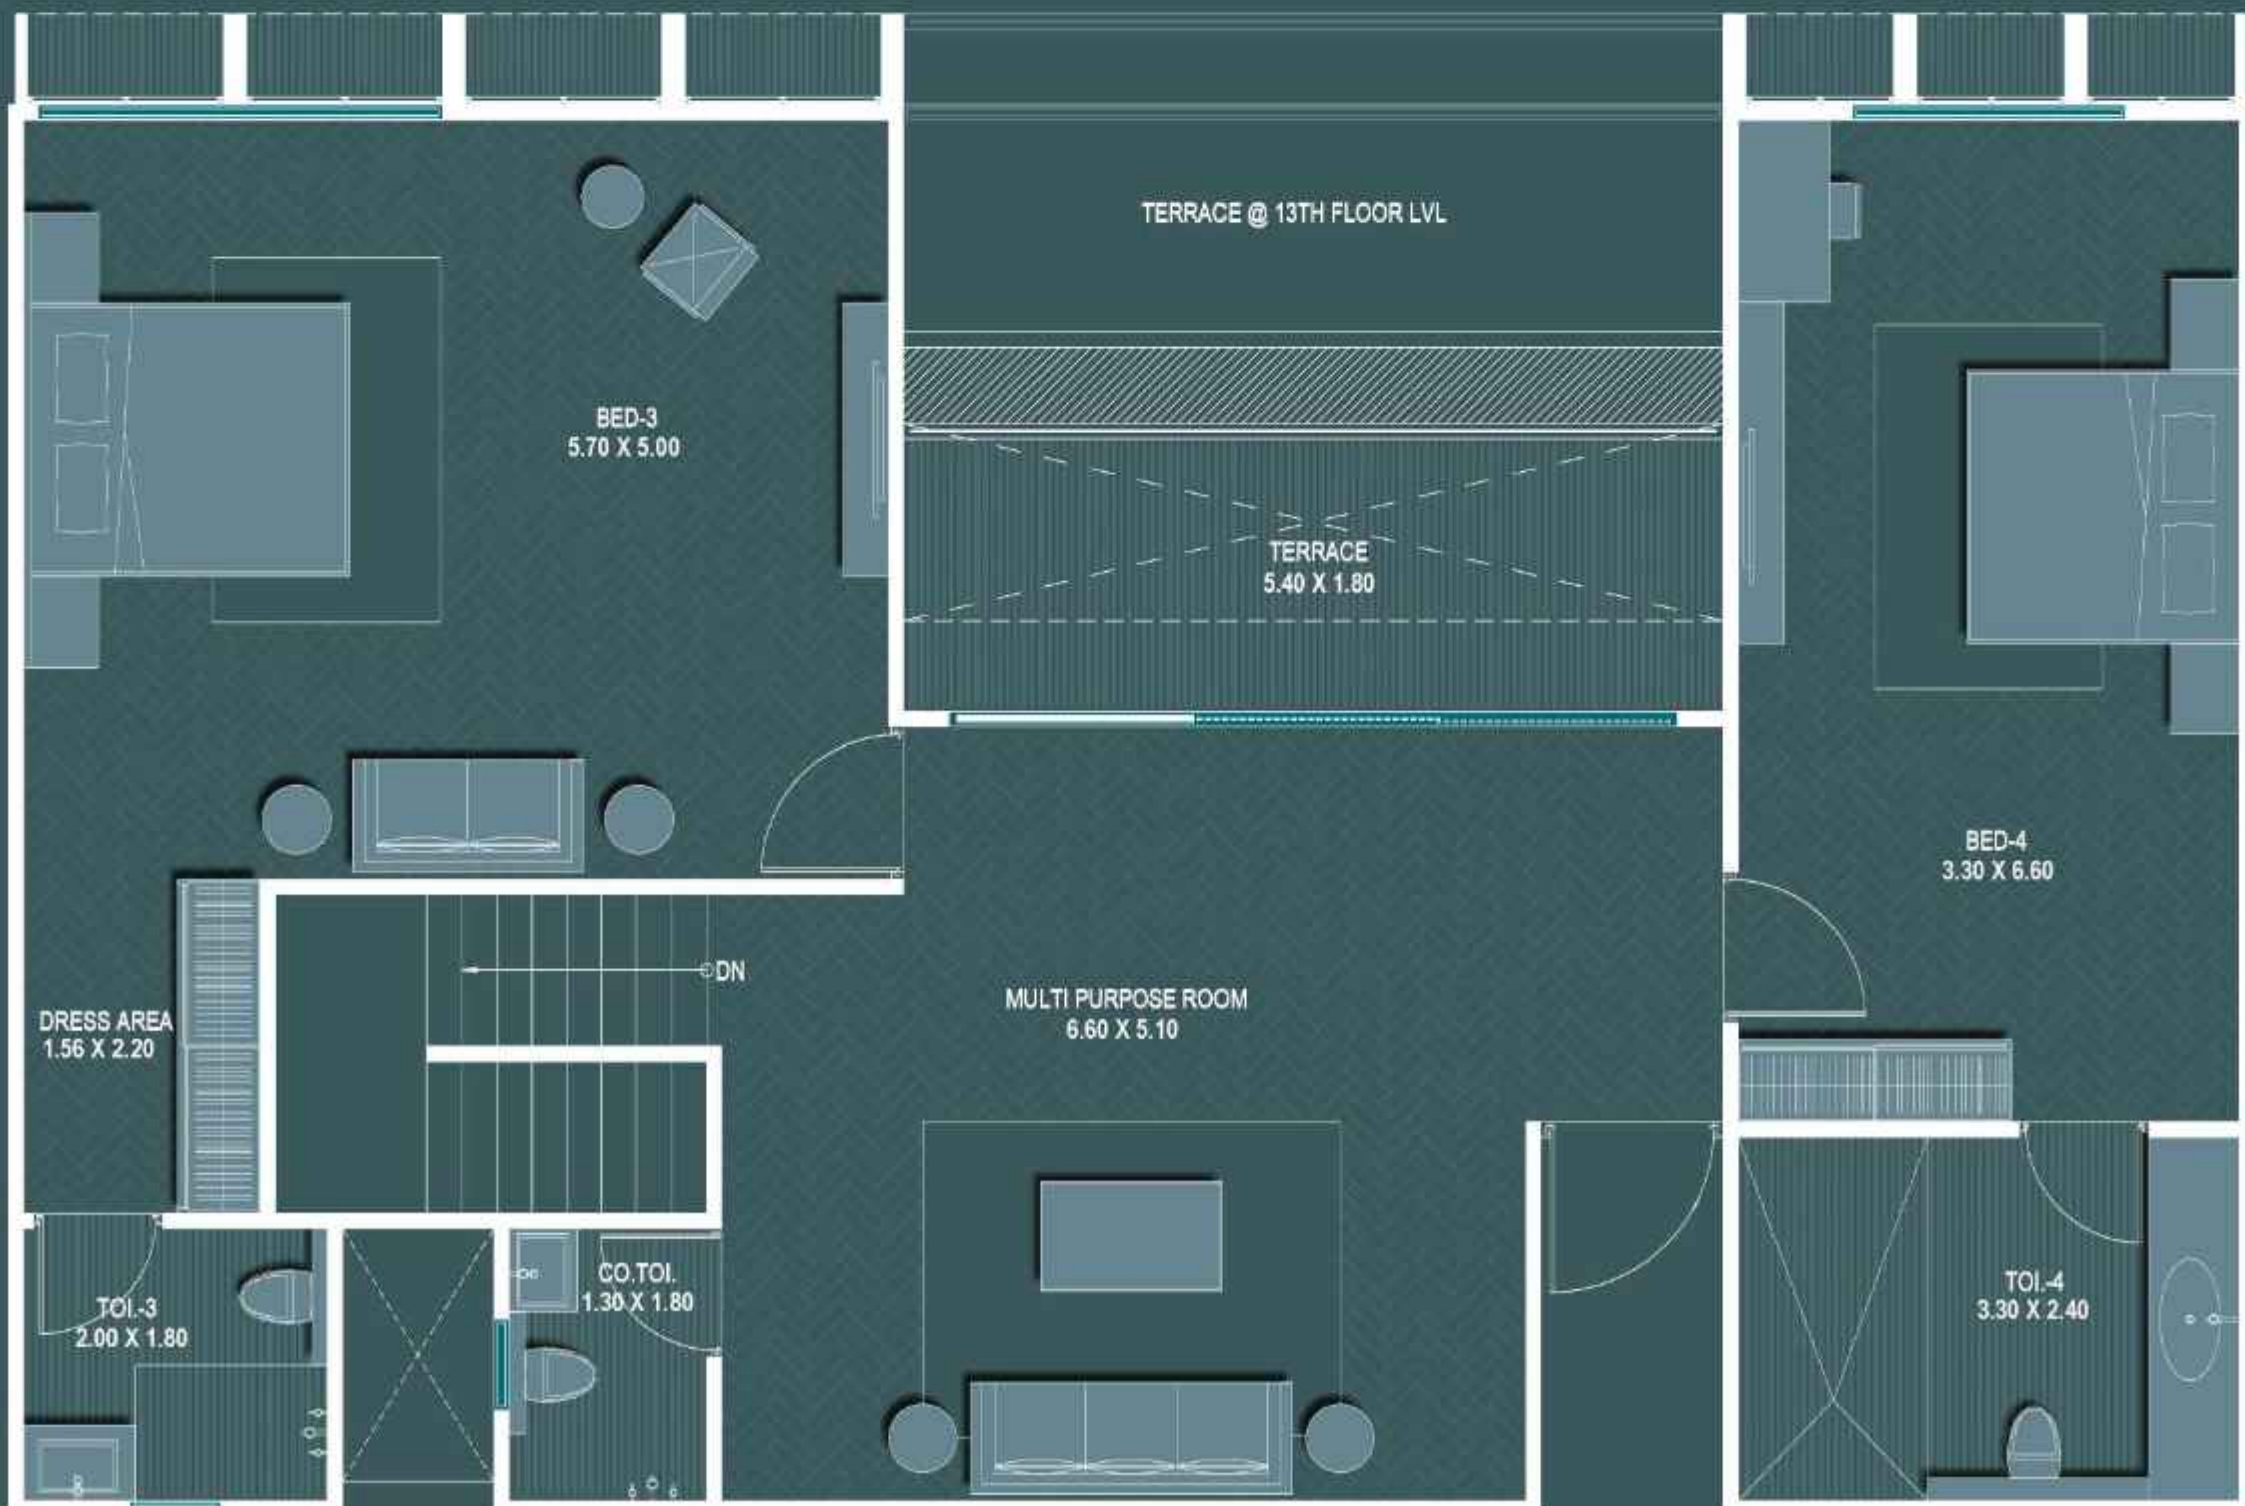 TERRACE @ 13TH FLOOR LVL
BED-3
5.70 X 5.00
TERRACE
5.40 X 1.80
BED-4
3.30 X 6.60
DN
MULTI PURPOSE ROOM
6.60 X 5.10
DRESS AREA
1.56 X 2.20
TOI.-3
2.00 X 1.80
CO.TOI.
1.30 X 1.80
TOI.-4
3.30 X 2.40